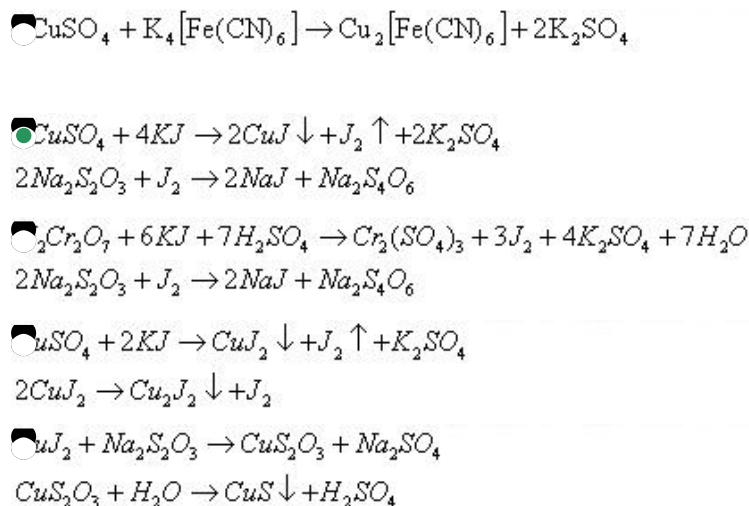 CuSO₄ + K₄[Fe(CN)₆] → Cu₂[Fe(CN)₆] + 2K₂SO₄
CuSO₄ + 4KJ → 2CuJ ↓ +J₂ ↑ +2K₂SO₄
2Na₂S₂O₃ + J₂ → 2NaJ + Na₂S₄O₆
₂Cr₂O₇ + 6KJ + 7H₂SO₄ → Cr₂(SO₄)₃ + 3J₂ + 4K₂SO₄ + 7H₂O
2Na₂S₂O₃ + J₂ → 2NaJ + Na₂S₄O₆
uSO₄ + 2KJ → CuJ₂ ↓ +J₂ ↑ +K₂SO₄
2CuJ₂ → Cu₂J₂ ↓ +J₂
uJ₂ + Na₂S₂O₃ → CuS₂O₃ + Na₂SO₄
CuS₂O₃ + H₂O → CuS ↓ +H₂SO₄